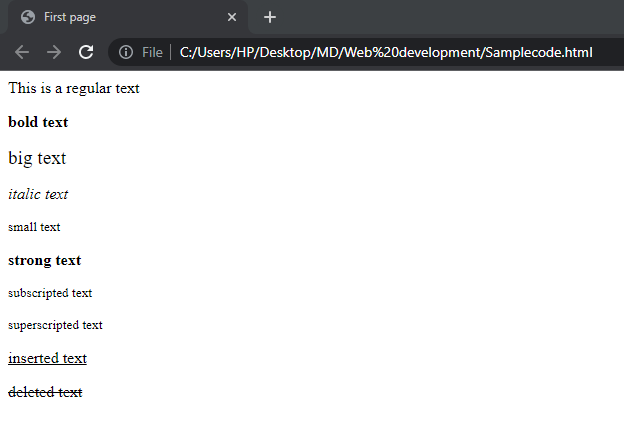 First page
File C:/Users/HP/Desktop/MD/Web%20development/Samplecode.html
This is a regular text
bold text
big text
italic text
small text
strong text
subscripted text
superscripted text
inserted text
deleted text